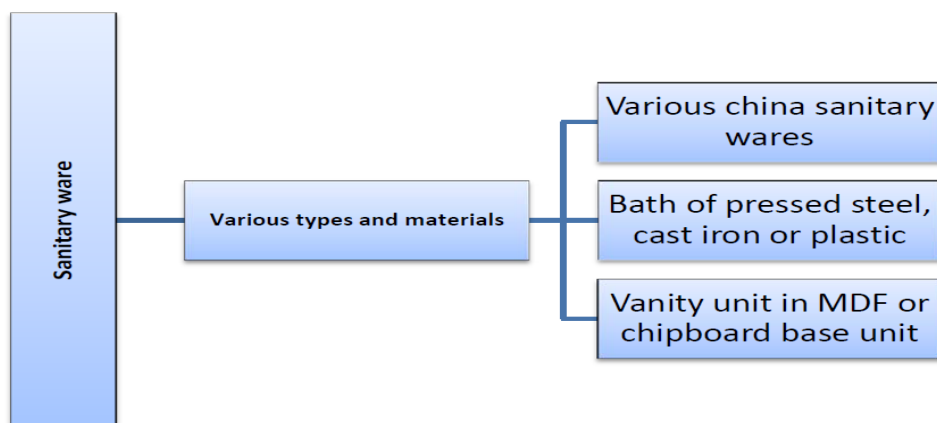 Sanitary ware
Various types and materials
Various china sanitary
wares
Bath of pressed steel,
cast iron or plastic
Vanity unit in MDF or
chipboard base unit